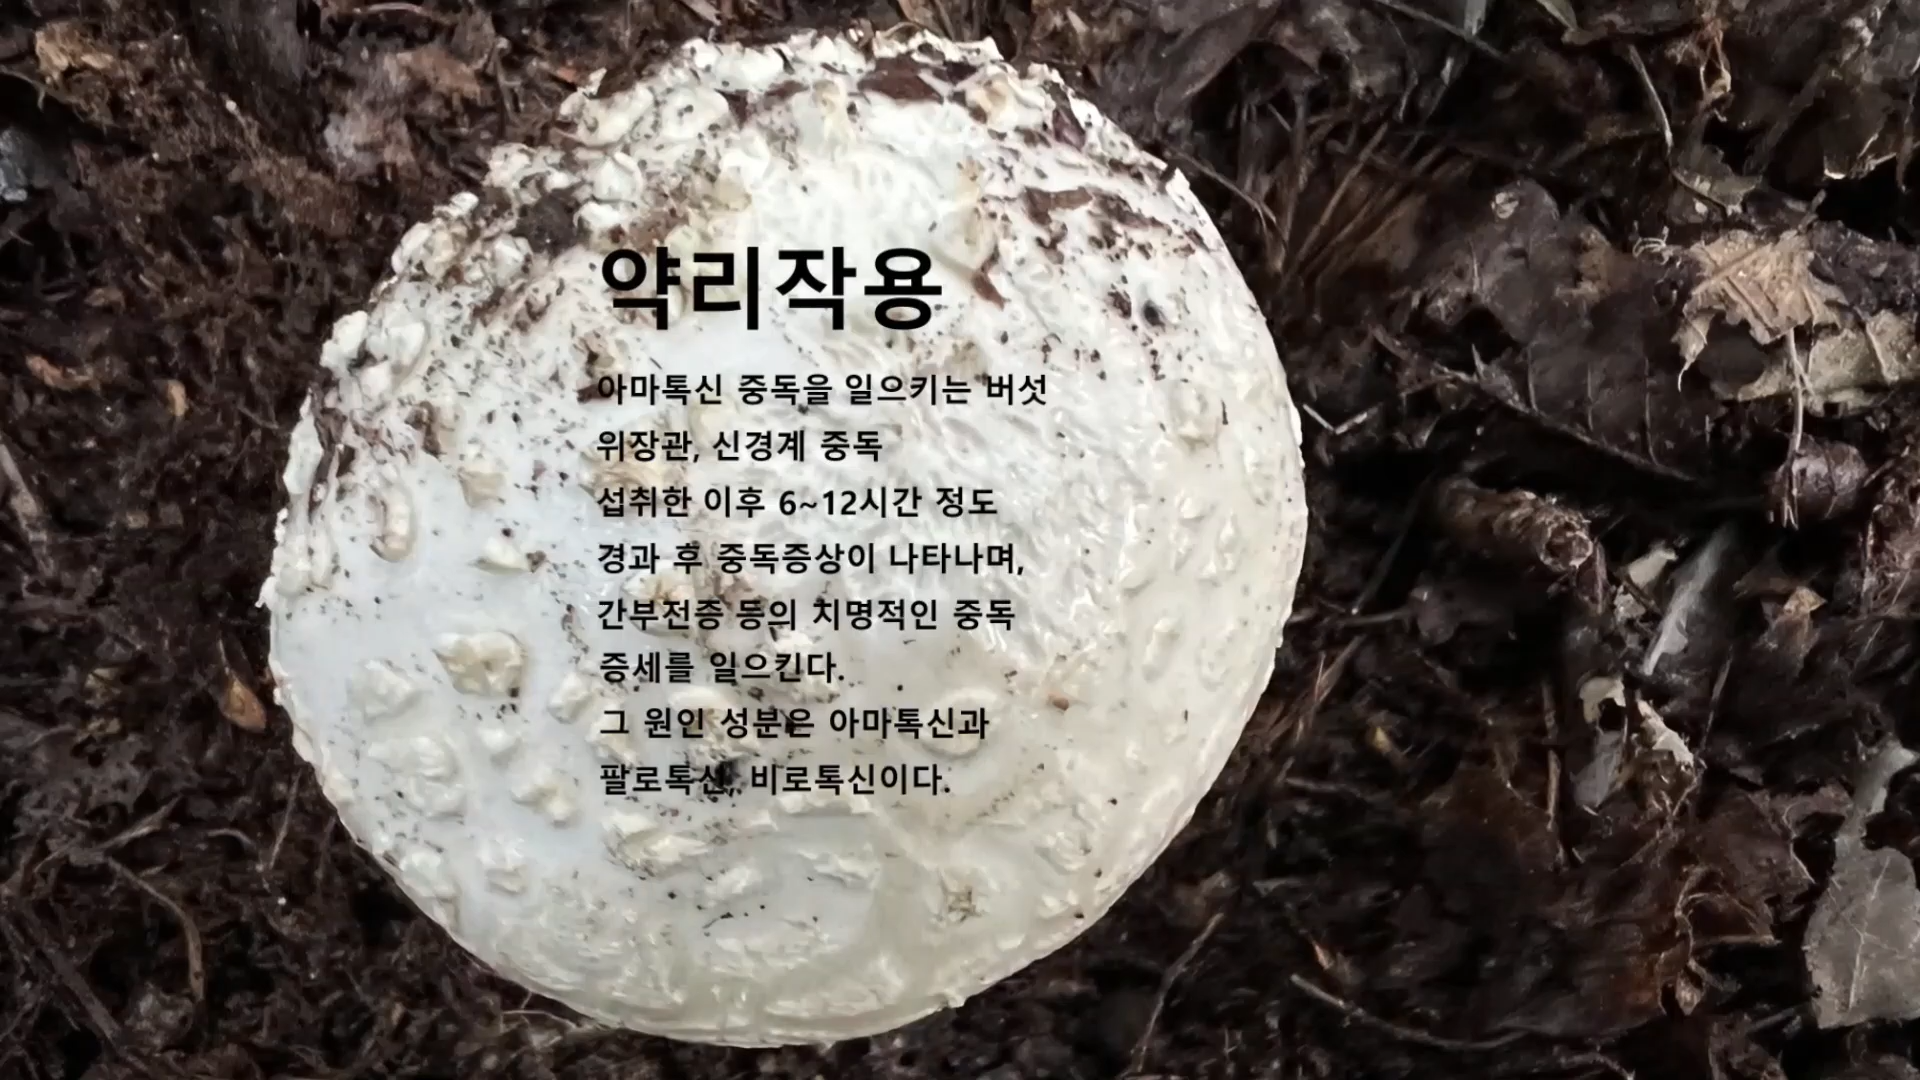 약리작용
아마톡신 중독을 일으키는 버섯
위장관, 신경계 중독
섭취한 이후 6~12시간 정도
경과 후 중독증상이 나타나며,
간부전증 등의 치명적인 중독
증세를 일으킨다.
그 원인 성분은 아마톡신과
팔로톡신, 비로톡신이다.